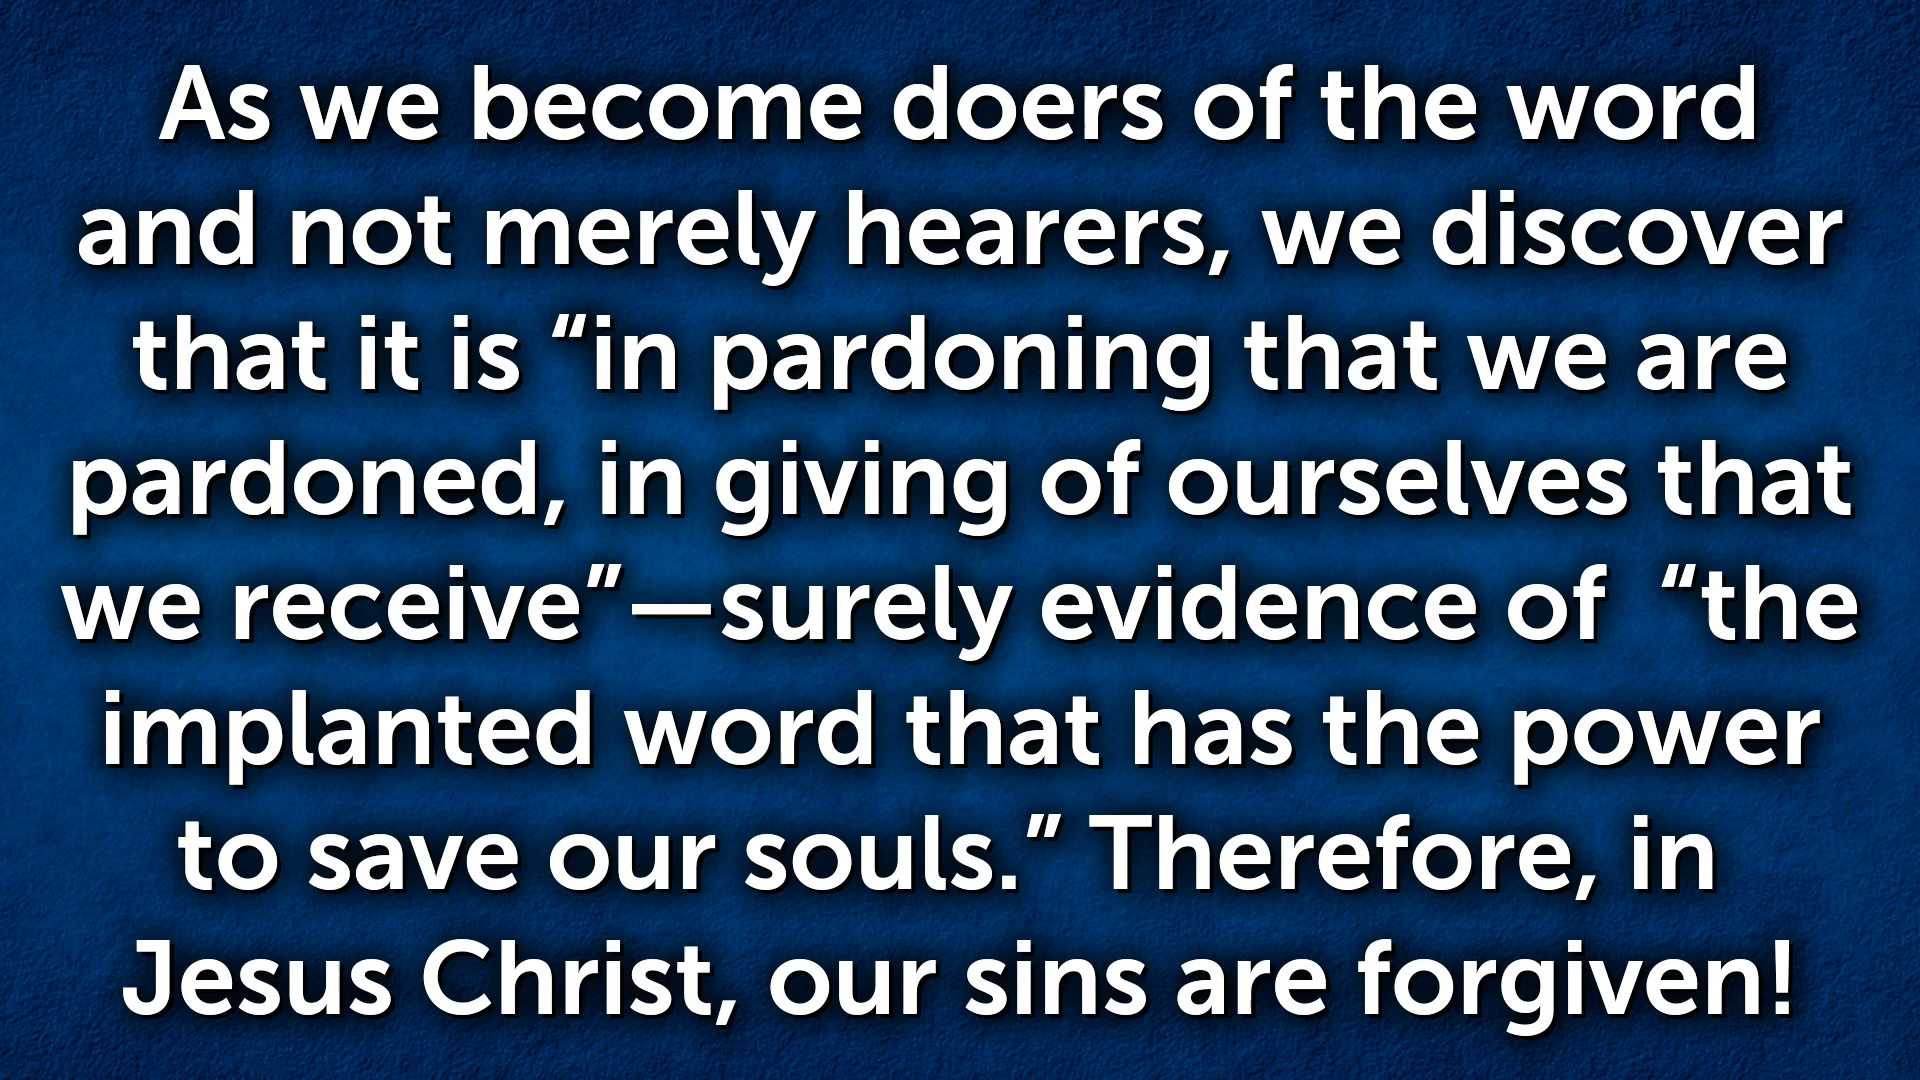 As we become doers of the word
and not merely hearers, we discover
that it is “in pardoning that we are
pardoned, in giving of ourselves that
we receive”—surely evidence of  “the
implanted word that has the power
to save our souls.” Therefore, in
Jesus Christ, our sins are forgiven!